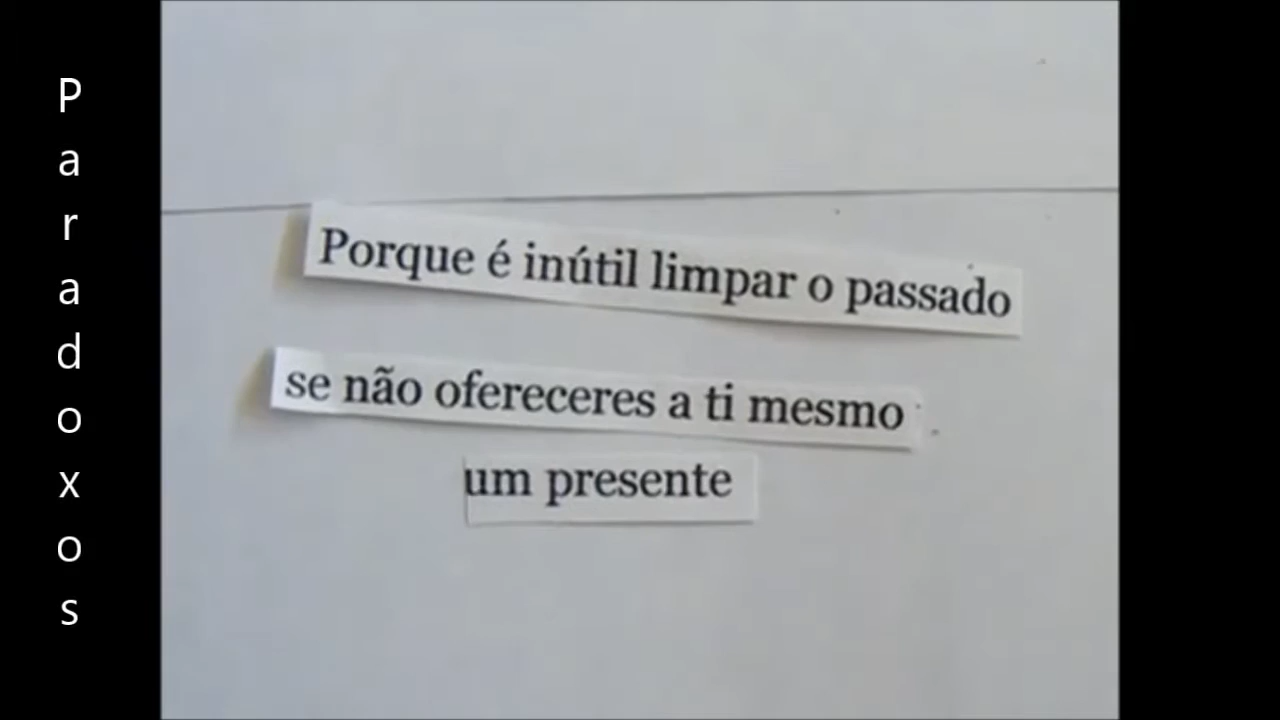 Paradoxos
Porque é inútil limpar o passado
se não ofereceres a ti mesmo
um presente